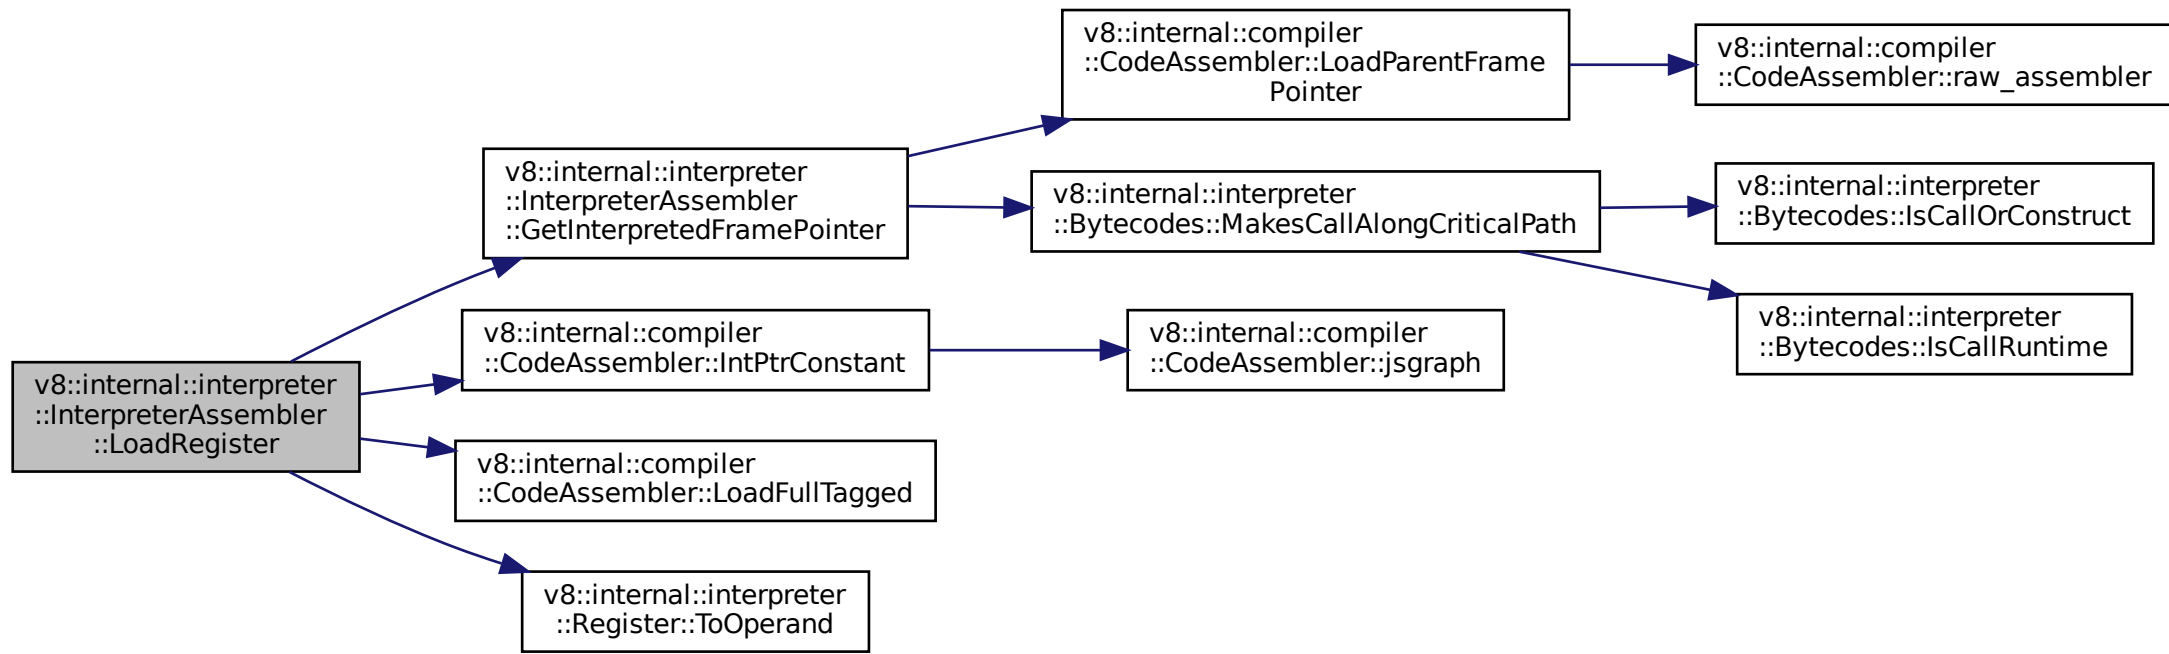 v8::internal::interpreter
::InterpreterAssembler
::LoadRegister
v8::internal::interpreter
::InterpreterAssembler
::GetInterpretedFramePointer
v8::internal::compiler
::CodeAssembler::LoadParentFrame
Pointer
v8::internal::compiler
::CodeAssembler::raw_assembler
v8::internal::interpreter
::Bytecodes::MakesCallAlongCriticalPath
v8::internal::interpreter
::Bytecodes::IsCallOrConstruct
v8::internal::interpreter
::Bytecodes::IsCallRuntime
v8::internal::compiler
::CodeAssembler::IntPtrConstant
v8::internal::compiler
::CodeAssembler::jsgraph
v8::internal::compiler
::CodeAssembler::LoadFullTagged
v8::internal::interpreter
::Register::ToOperand